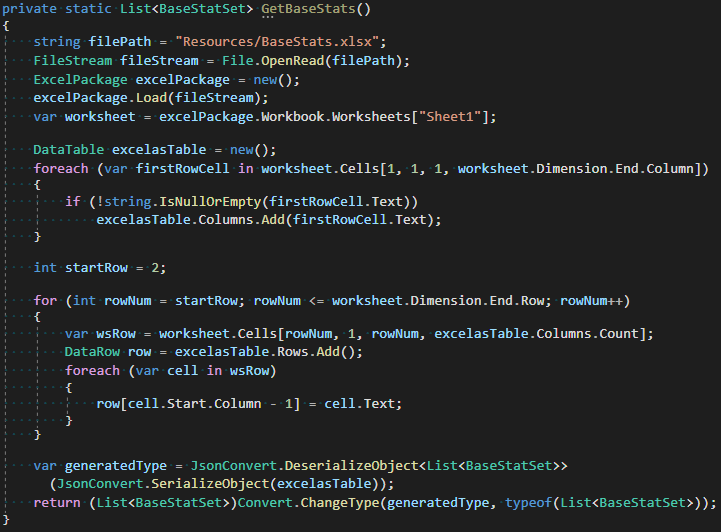 private static List<BaseStatSet> GetBaseStats()
{
    string filePath = "Resources/BaseStats.xlsx";
    FileStream fileStream = File.OpenRead(filePath);
    ExcelPackage excelPackage = new();
    excelPackage.Load(fileStream);
    var worksheet = excelPackage.Workbook.Worksheets["Sheet1"];

    DataTable excelasTable = new();
    foreach (var firstRowCell in worksheet.Cells[1, 1, 1, worksheet.Dimension.End.Column])
    {
        if (!string.IsNullOrEmpty(firstRowCell.Text))
            excelasTable.Columns.Add(firstRowCell.Text);
    }

    int startRow = 2;

    for (int rowNum = startRow; rowNum <= worksheet.Dimension.End.Row; rowNum++)
    {
        var wsRow = worksheet.Cells[rowNum, 1, rowNum, excelasTable.Columns.Count];
        DataRow row = excelasTable.Rows.Add();
        foreach (var cell in wsRow)
        {
            row[cell.Start.Column - 1] = cell.Text;
        }
    }

    var generatedType = JsonConvert.DeserializeObject<List<BaseStatSet>>
      (JsonConvert.SerializeObject(excelasTable));
    return (List<BaseStatSet>)Convert.ChangeType(generatedType, typeof(List<BaseStatSet>));
}